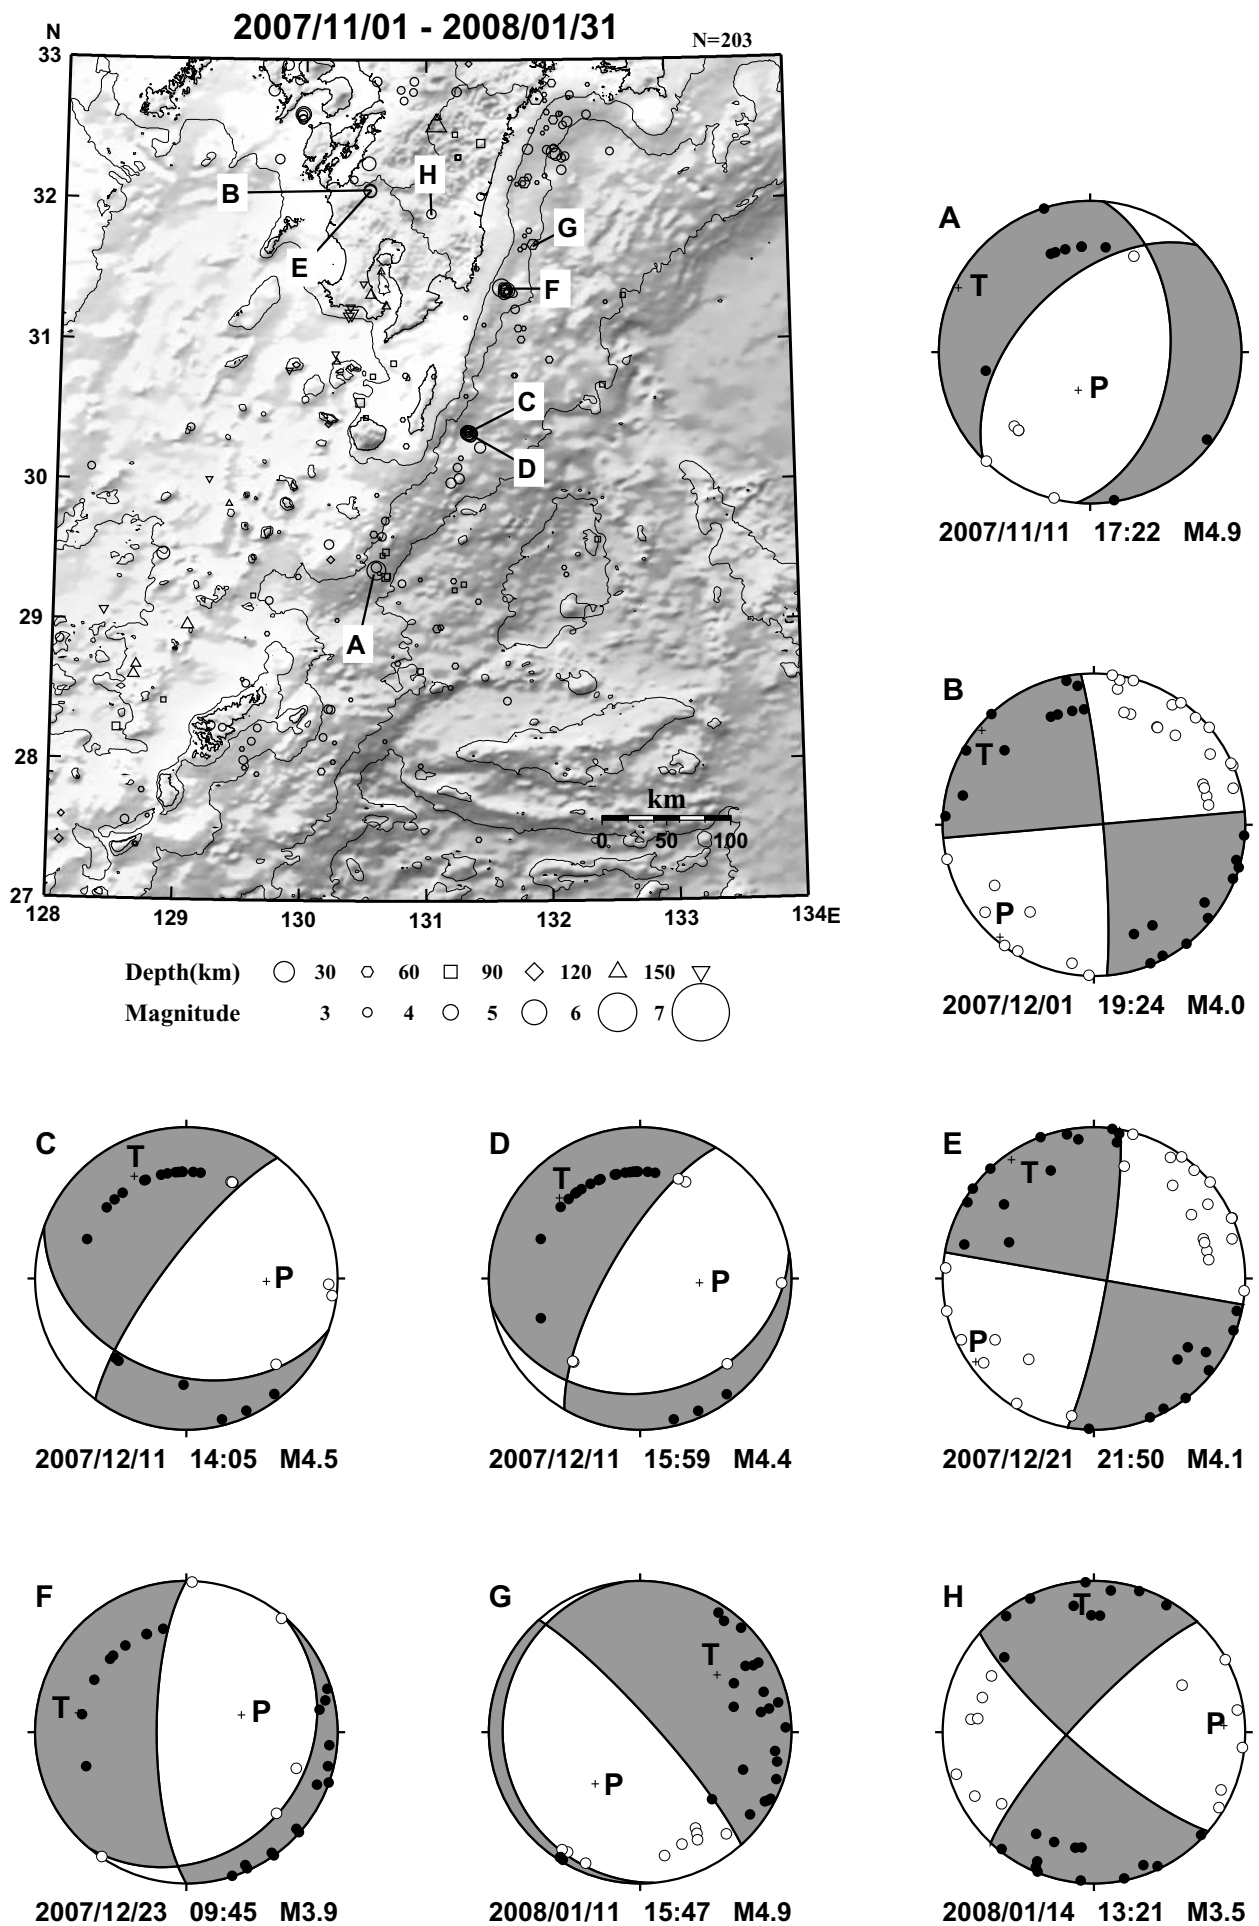 2007/11/01 - 2008/01/31
N
N=203
33
32
31
30
29
28
27
128
129
130
131
132
133
134E
B
H
E
G
F
C
D
A
km
0 50 100
Depth(km) 30 60 90 120 150
Magnitude 3 4 5 6 7
A
T
P
2007/11/11 17:22 M4.9
B
T
P
2007/12/01 19:24 M4.0
C
T
P
2007/12/11 14:05 M4.5
D
T
P
2007/12/11 15:59 M4.4
E
T
P
2007/12/21 21:50 M4.1
F
T
P
2007/12/23 09:45 M3.9
G
T
P
2008/01/11 15:47 M4.9
H
T
P
2008/01/14 13:21 M3.5